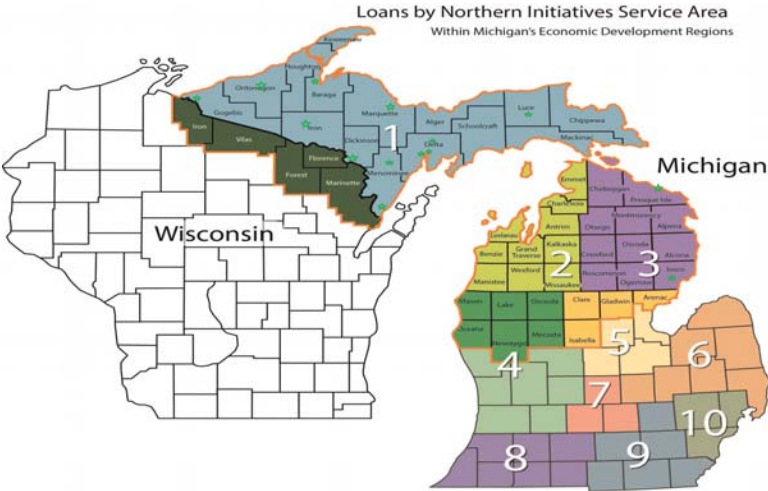 Loans by Northern Initiatives Service Area
Within Michigan's Economic Development Regions
Keweenaw
Houghton
Ontonagon
Baraga
Gogebic
Iron
Marquette
Alger
Luce
Chippewa
Schoolcraft
Mackinac
Dickinson
1
Delta
Menominee
Iron
Vilas
Florence
Forest
Marinette
Wisconsin
Michigan
Emmet
Cheboygan
Presque Isle
Charlevoix
Montmorency
Antrim
Otsego
Alpena
Leelanau
Benzie
Grand
Traverse
Kalkaska
Crawford
Oscoda
Alcona
2
3
Manistee
Wexford
Missaukee
Roscommon
Ogemaw
Iosco
Mason
Lake
Osceola
Clare
Gladwin
Arenac
Oceana
Newaygo
Mecosta
Isabella
4
5
6
7
8
9
10